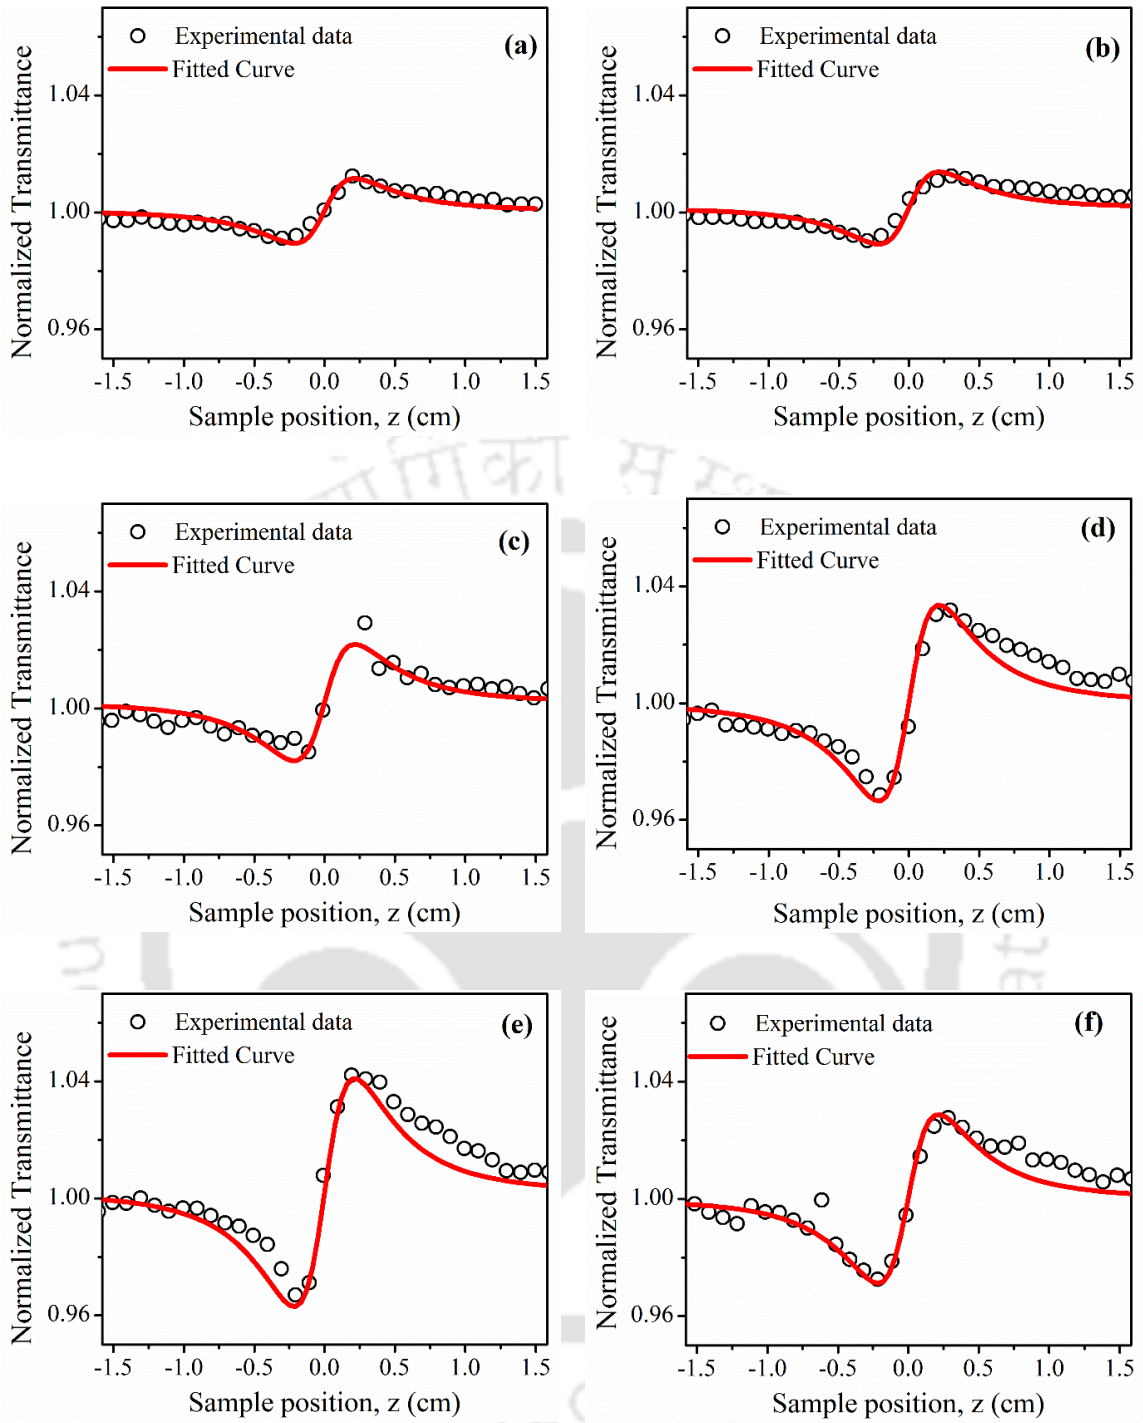 Experimental data
Fitted Curve
(a)
Normalized Transmittance
1.04
1.00
0.96
-1.5 -1.0 -0.5 0.0 0.5 1.0 1.5
Sample position, z (cm)
Experimental data
Fitted Curve
(b)
Normalized Transmittance
1.04
1.00
0.96
-1.5 -1.0 -0.5 0.0 0.5 1.0 1.5
Sample position, z (cm)
Experimental data
Fitted Curve
(c)
Normalized Transmittance
1.04
1.00
0.96
-1.5 -1.0 -0.5 0.0 0.5 1.0 1.5
Sample position, z (cm)
Experimental data
Fitted Curve
(d)
Normalized Transmittance
1.04
1.00
0.96
-1.5 -1.0 -0.5 0.0 0.5 1.0 1.5
Sample position, z (cm)
Experimental data
Fitted Curve
(e)
Normalized Transmittance
1.04
1.00
0.96
-1.5 -1.0 -0.5 0.0 0.5 1.0 1.5
Sample position, z (cm)
Experimental data
Fitted Curve
(f)
Normalized Transmittance
1.04
1.00
0.96
-1.5 -1.0 -0.5 0.0 0.5 1.0 1.5
Sample position, z (cm)